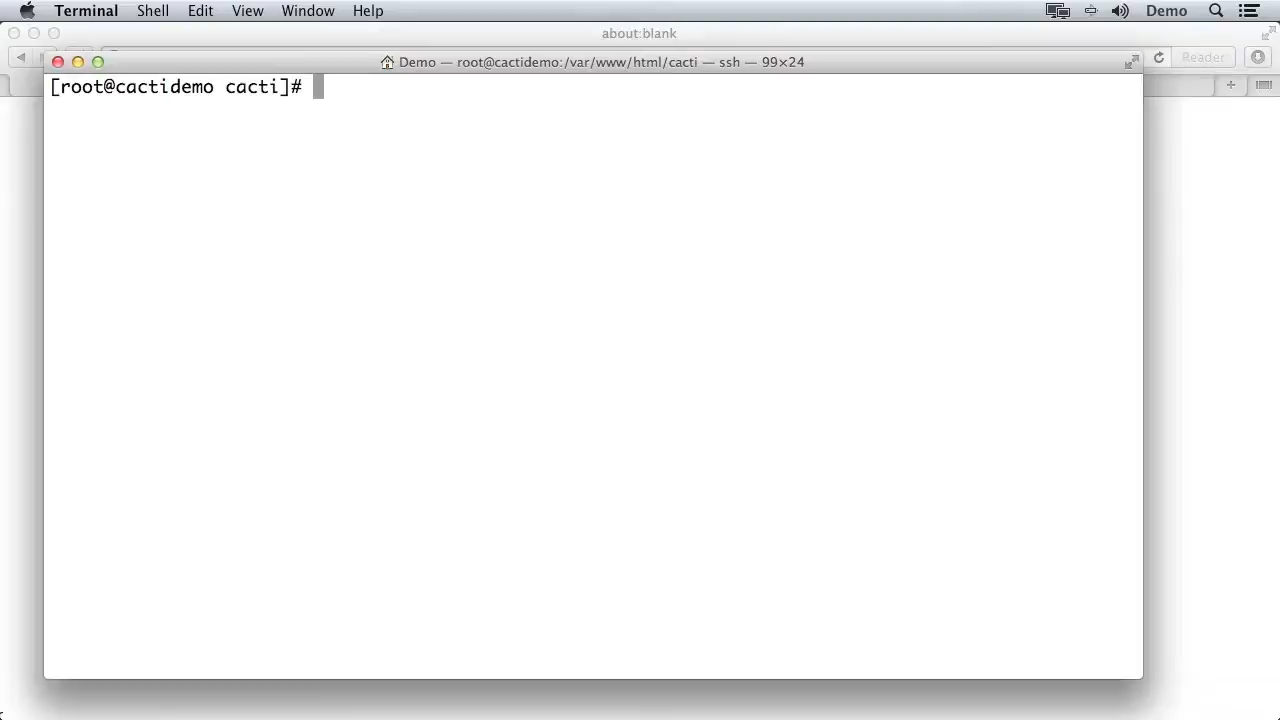 Terminal Shell Edit View Window Help Demo
about:blank
Reader
Demo — root@cactidemo:/var/www/html/cacti — ssh — 99×24
[root@cactidemo cacti]#